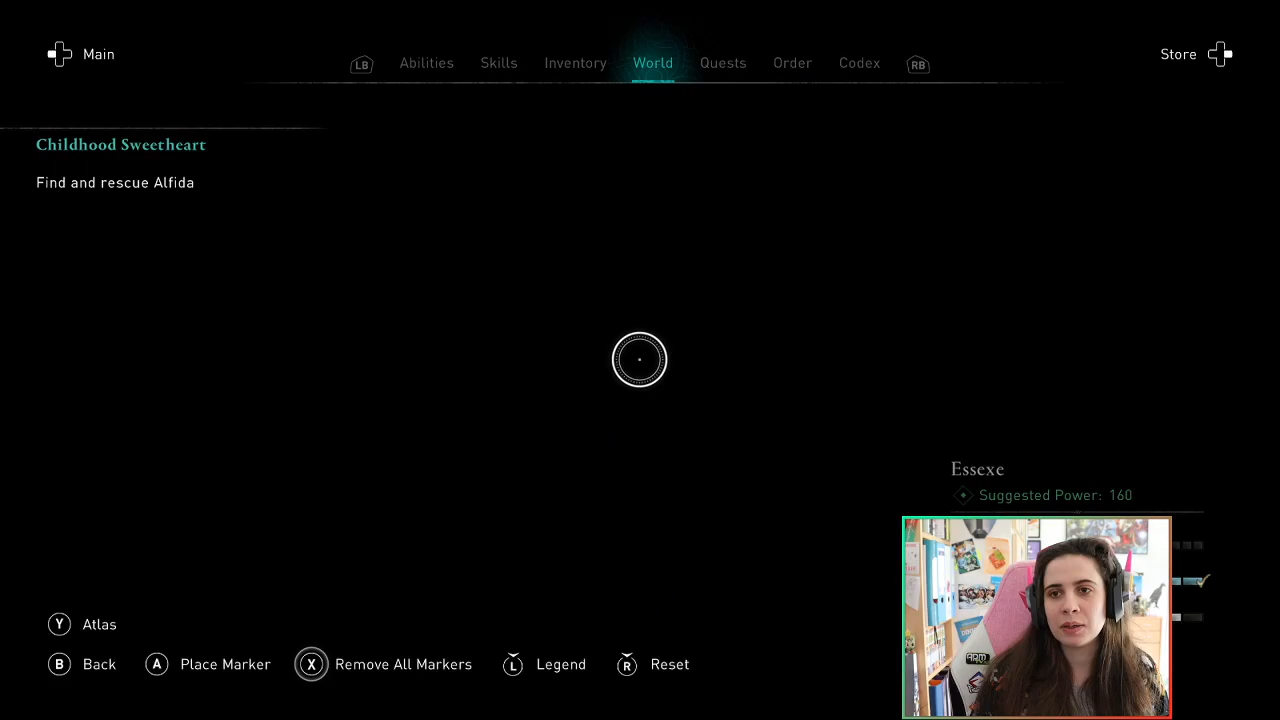 Main
LB Abilities Skills Inventory World Quests Order Codex RB
Store
Childhood Sweetheart
Find and rescue Alfida
Essexe
Suggested Power: 160
Y Atlas
B Back A Place Marker X Remove All Markers L Legend R Reset